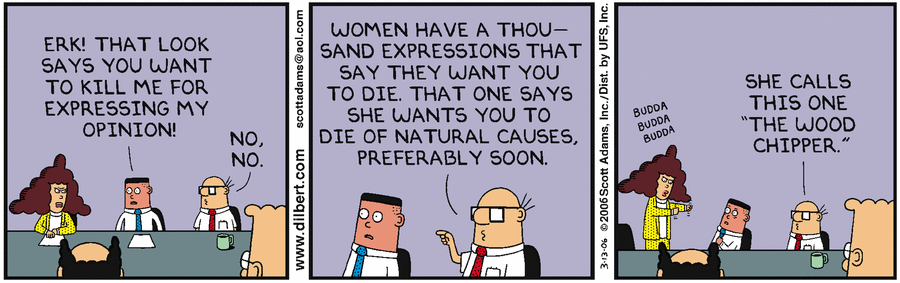 ERK! THAT LOOK
SAYS YOU WANT
TO KILL ME FOR
EXPRESSING MY
OPINION!
NO,
NO.
www.dilbert.com
scottadams@aol.com
WOMEN HAVE A THOU-
SAND EXPRESSIONS THAT
SAY THEY WANT YOU
TO DIE. THAT ONE SAYS
SHE WANTS YOU TO
DIE OF NATURAL CAUSES,
PREFERABLY SOON.
3-13-06 ©2006 Scott Adams, Inc./Dist. by UFS, Inc.
BUDDA
BUDDA
BUDDA
SHE CALLS
THIS ONE
"THE WOOD
CHIPPER."